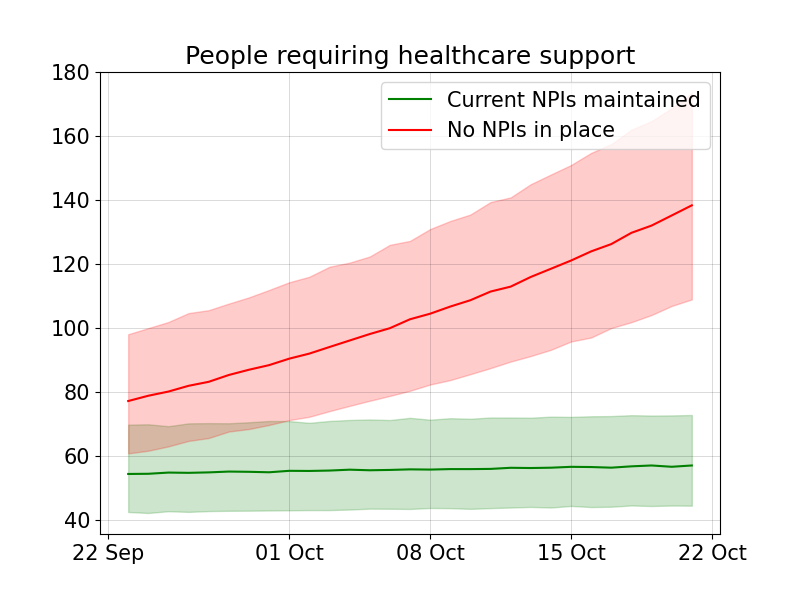 People requiring healthcare support
Current NPIs maintained
No NPIs in place
180
160
140
120
100
80
60
40
22 Sep
01 Oct
08 Oct
15 Oct
22 Oct